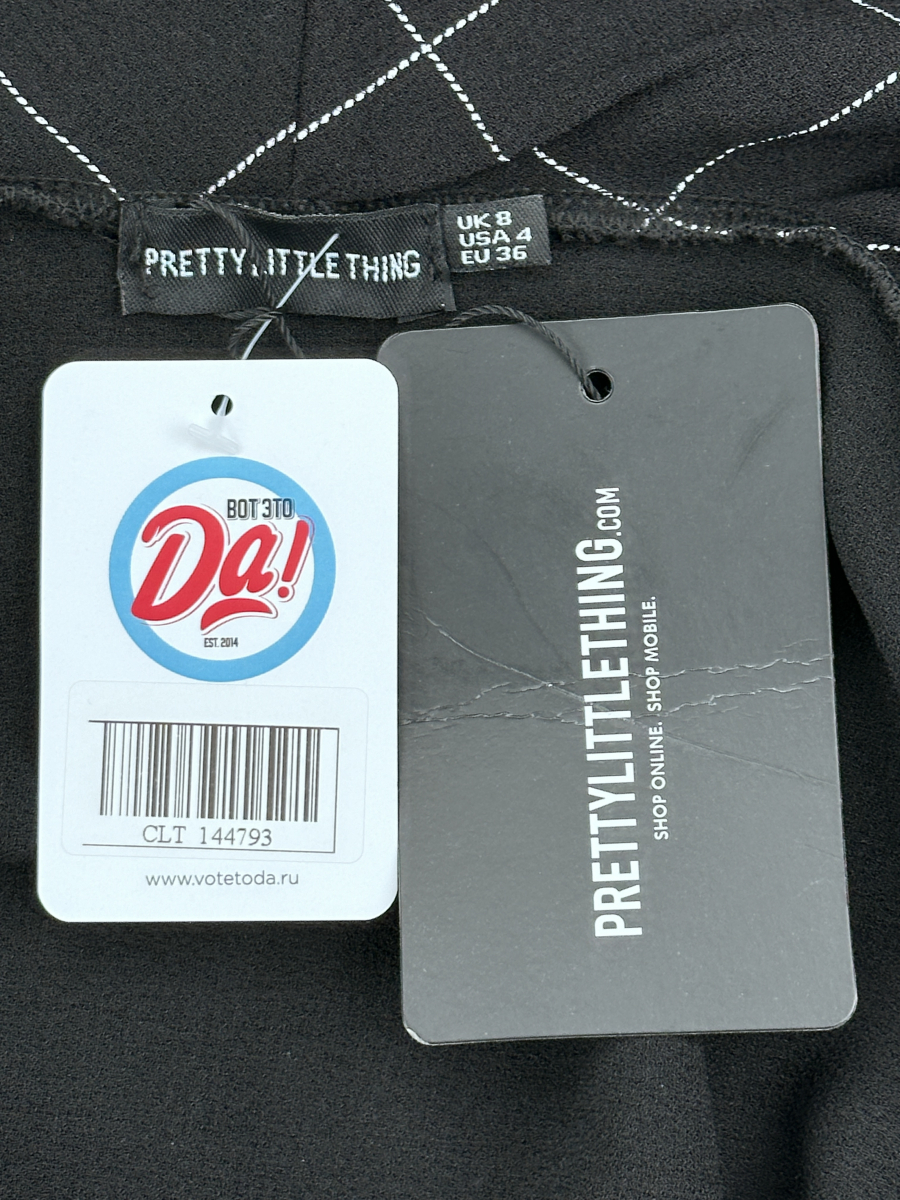 PRETTYLITTLETHING
UK 8
USA 4
EU 36
ВОТ ЭТО
Да!
EST. 2014
CLT 144793
www.votetoda.ru
PRETTYLITTLETHING.COM
SHOP ONLINE. SHOP MOBILE.